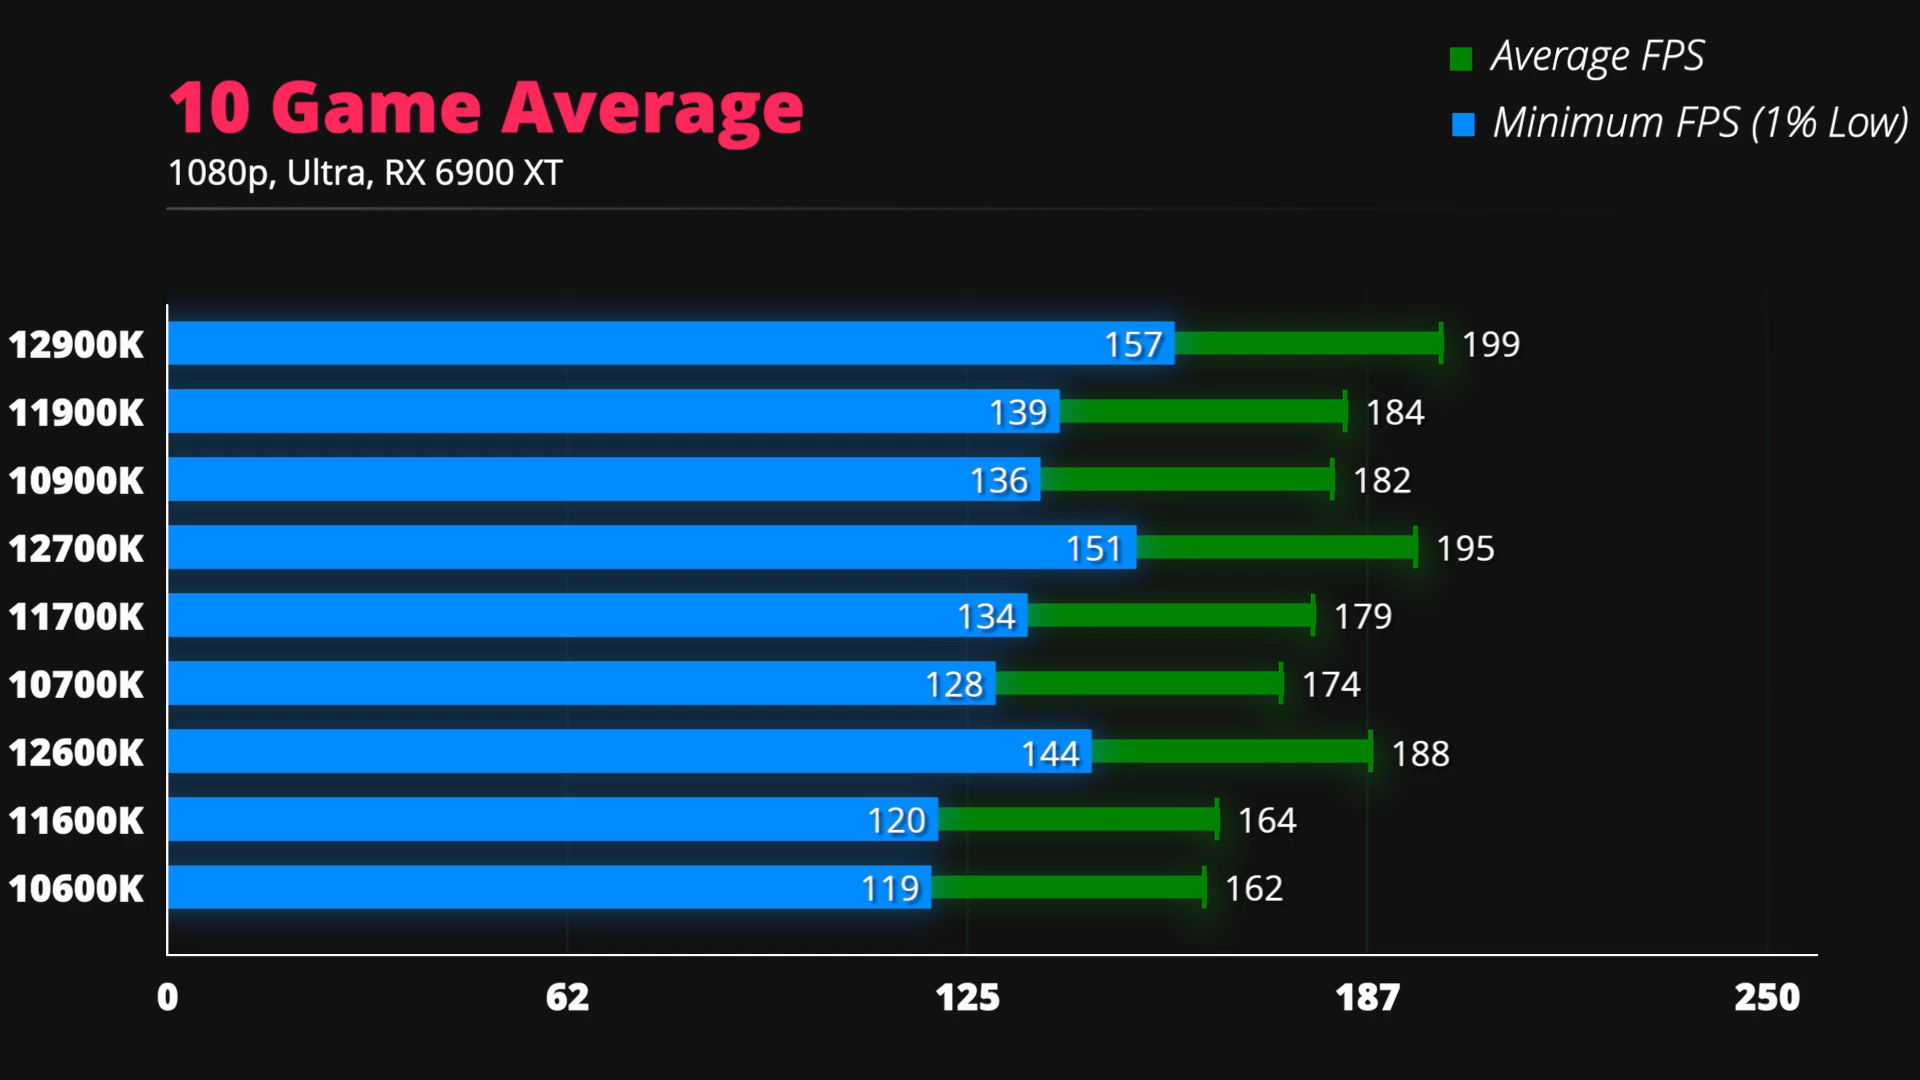 10 Game Average
1080p, Ultra, RX 6900 XT
Average FPS
Minimum FPS (1% Low)
12900K 157 199
11900K 139 184
10900K 136 182
12700K 151 195
11700K 134 179
10700K 128 174
12600K 144 188
11600K 120 164
10600K 119 162
0 62 125 187 250